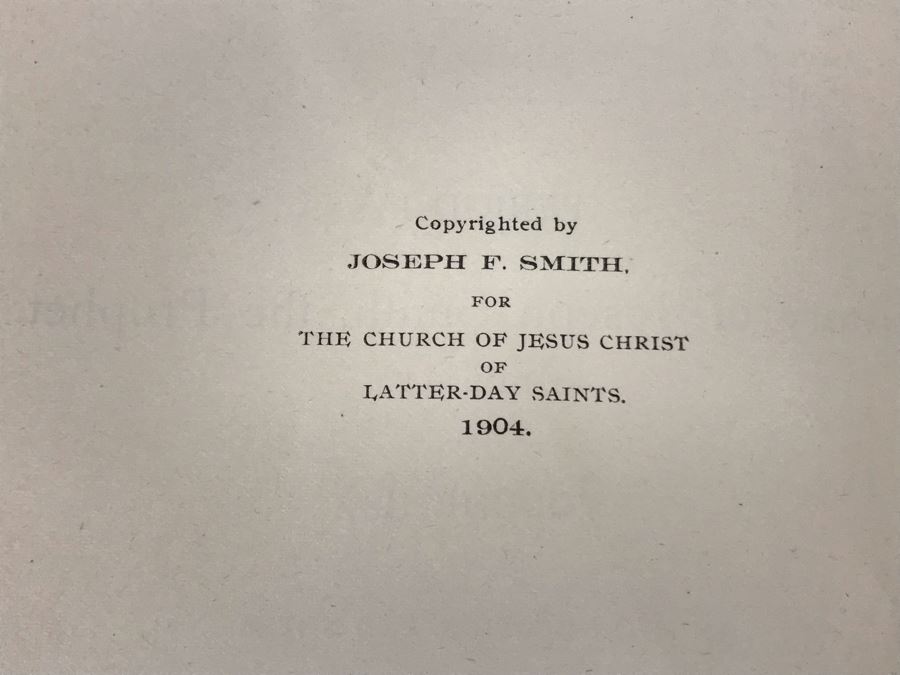 Copyrighted by
JOSEPH F. SMITH,
FOR
THE CHURCH OF JESUS CHRIST
OF
LATTER-DAY SAINTS.
1904.